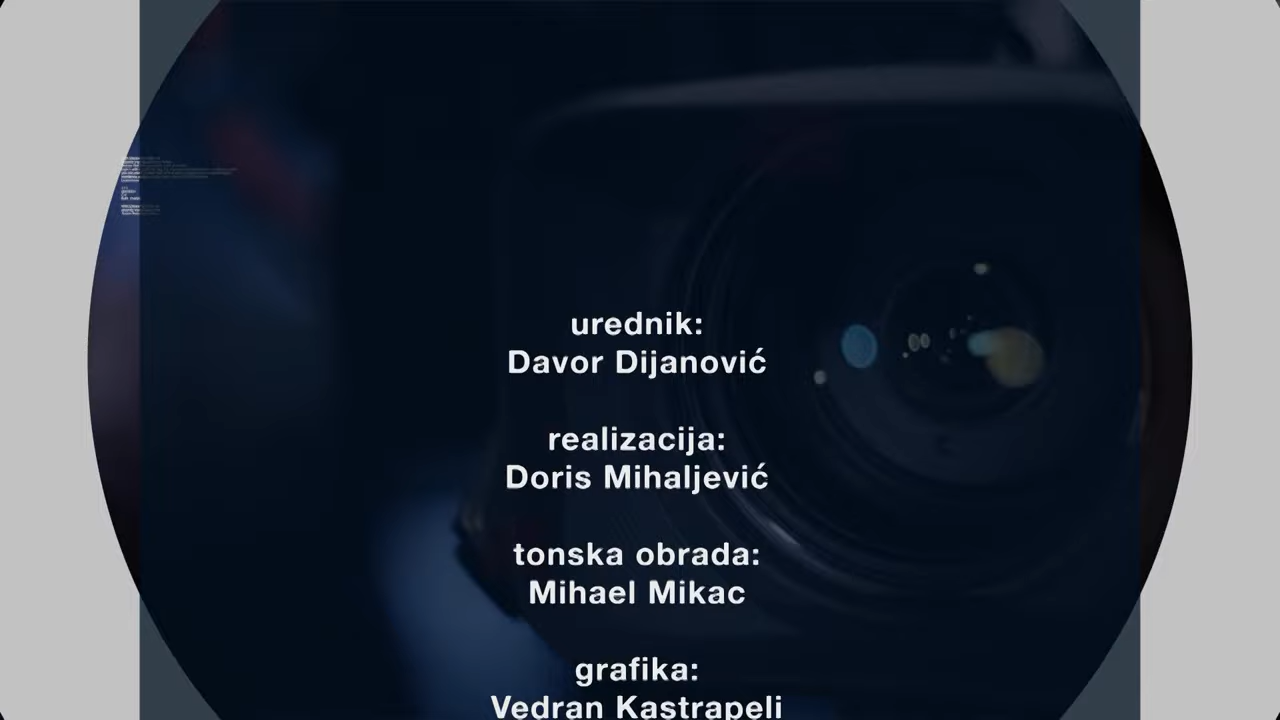 urednik:
Davor Dijanović
realizacija:
Doris Mihaljević
tonska obrada:
Mihael Mikac
grafika:
Vedran Kastrapeli